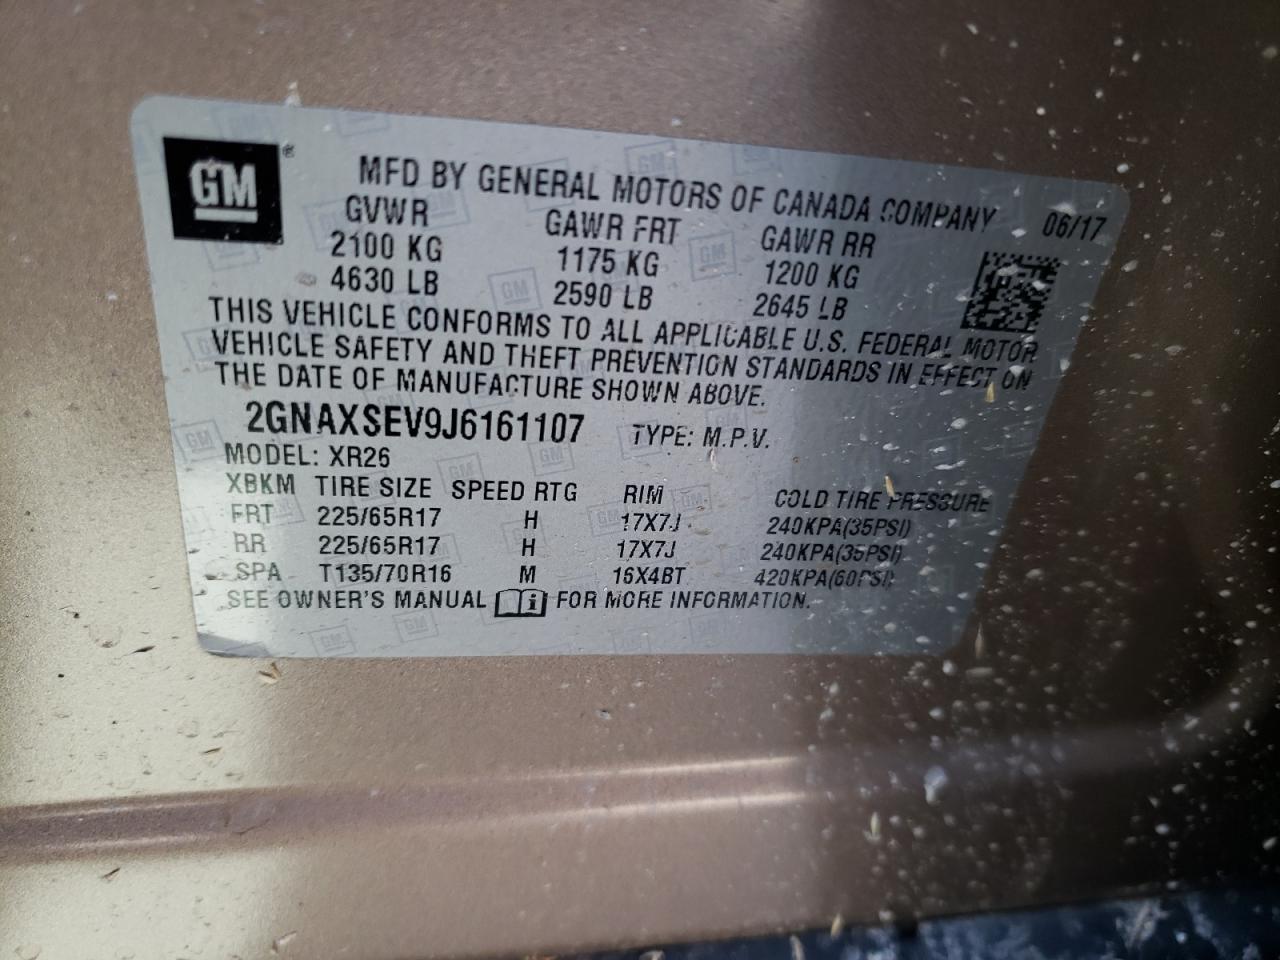 GM®
MFD BY GENERAL MOTORS OF CANADA COMPANY 06/17
GVWR GAWR FRT GAWR RR
2100 KG 1175 KG 1200 KG
4630 LB 2590 LB 2645 LB
THIS VEHICLE CONFORMS TO ALL APPLICABLE U.S. FEDERAL MOTOR
VEHICLE SAFETY AND THEFT PREVENTION STANDARDS IN EFFECT ON
THE DATE OF MANUFACTURE SHOWN ABOVE.
2GNAXSEV9J6161107 TYPE: M.P.V.
MODEL: XR26
XBKM TIRE SIZE SPEED RTG RIM COLD TIRE PRESSURE
FRT 225/65R17 H 17X7J 240KPA(35PSI)
RR 225/65R17 H 17X7J 240KPA(35PSI)
SPA T135/70R16 M 16X4BT 420KPA(60PSI)
SEE OWNER'S MANUAL i FOR MORE INFORMATION.